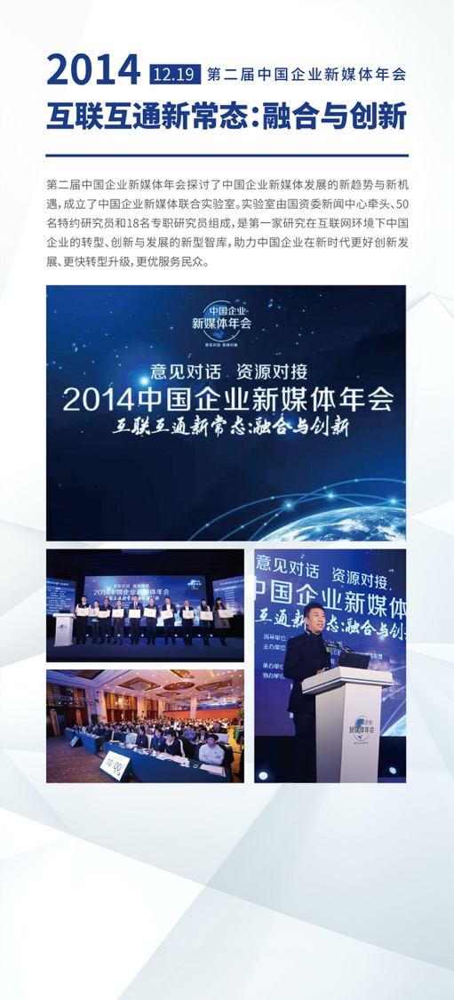 2014 12.19 第二届中国企业新媒体年会
互联互通新常态:融合与创新
第二届中国企业新媒体年会探讨了中国企业新媒体发展的新趋势与新机
遇,成立了中国企业新媒体联合实验室。实验室由国资委新闻中心牵头、50
名特约研究员和18名专职研究员组成,是第一家研究在互联网环境下中国
企业的转型、创新与发展的新型智库,助力中国企业在新时代更好创新发
展、更快转型升级,更优服务民众。
中国企业
新媒体年会
意见对话 资源对接
意见对话 资源对接
2014中国企业新媒体年会
互联互通新常态:融合与创新
2014中国企业新媒体年会
意见对话 资源对接
中国企业新媒体
互通新常态:融合与创
指导单位:
主办单位
承办单位
协办单位
新媒体年会
10:00